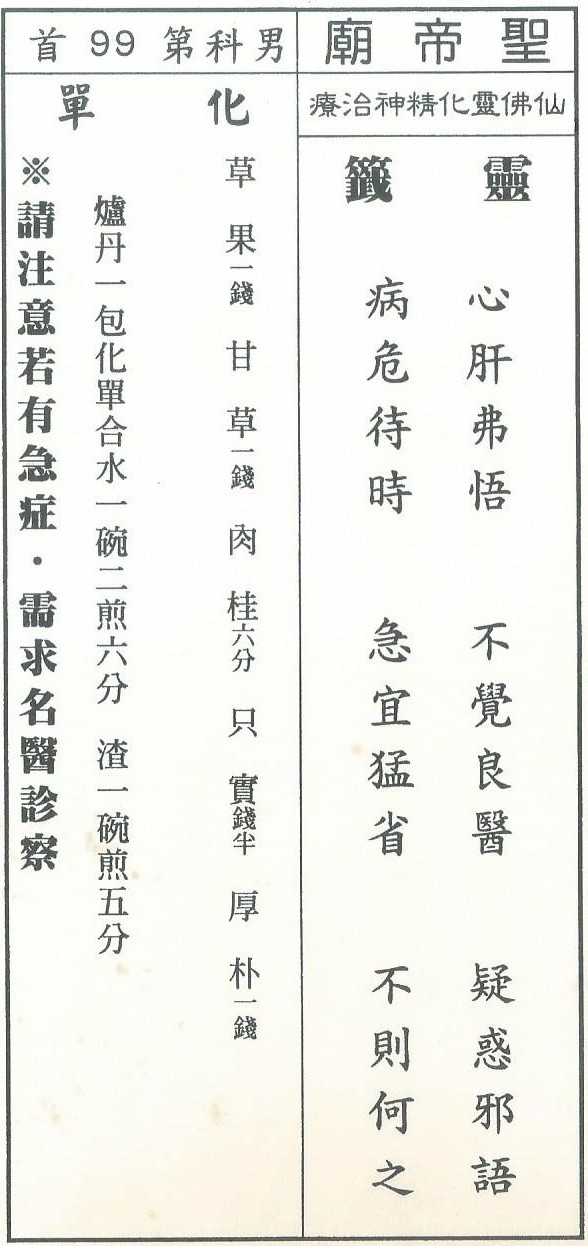 聖帝廟
仙佛靈化精神治療
靈籤
心肝弗悟 不覺良醫 疑惑邪語
病危待時 急宜猛省 不則何之
男科第99首
化單
草果一錢 甘草一錢 肉桂六分 只實錢半 厚朴一錢
爐丹一包化單合水一碗二煎六分 渣一碗煎五分
※請注意若有急症．需求名醫診察